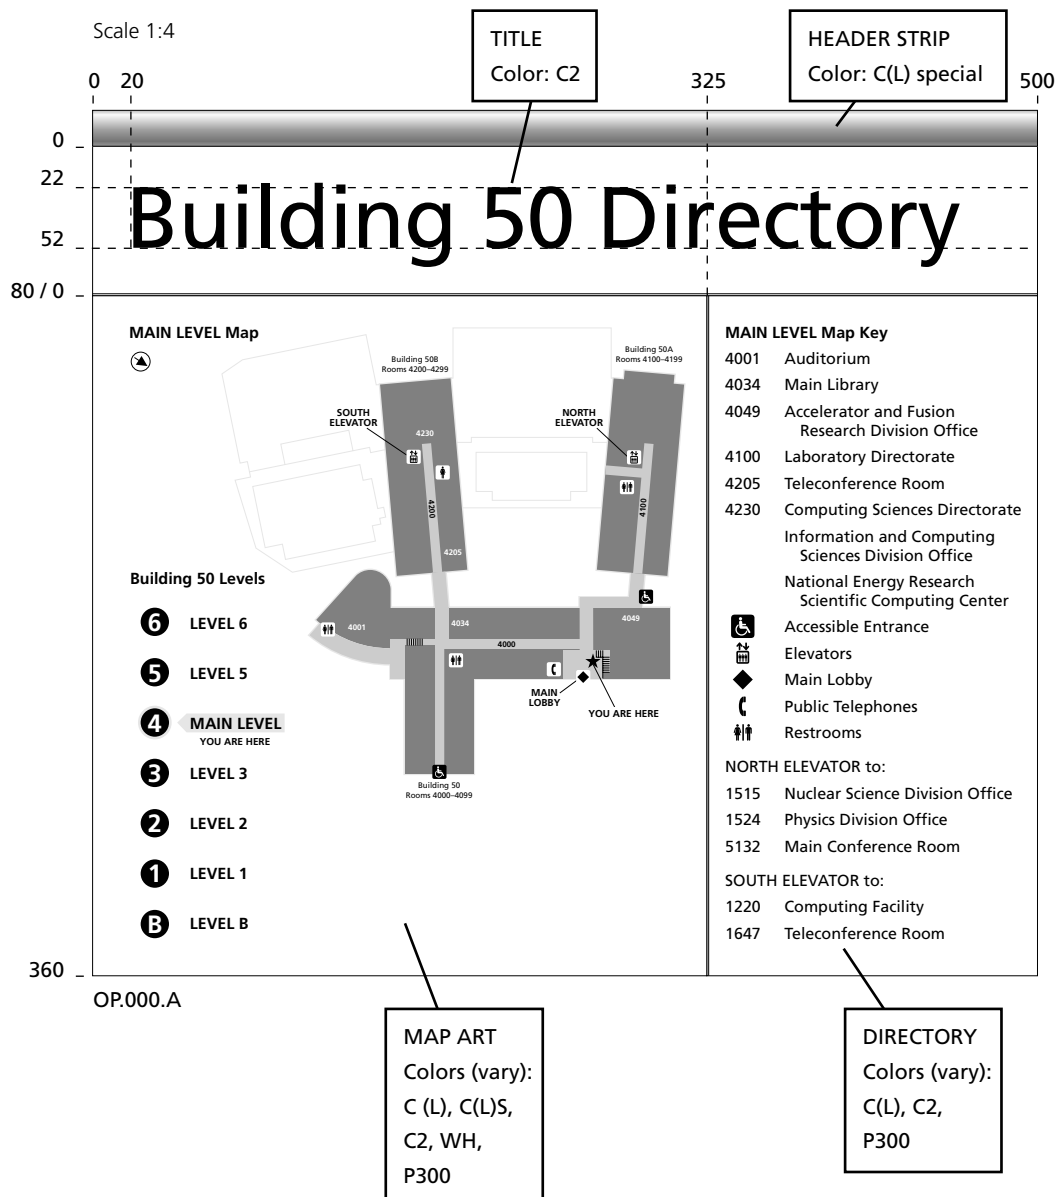 Scale 1:4
TITLE
Color: C2
HEADER STRIP
Color: C(L) special
0
20
325
500
0
22
52
80 / 0
360
Building 50 Directory
MAIN LEVEL Map
Building 50B
Rooms 4200–4299
Building 50A
Rooms 4100–4199
SOUTH
ELEVATOR
NORTH
ELEVATOR
4230
4200
4205
4100
4001
4034
4049
4000
MAIN
LOBBY
YOU ARE HERE
Building 50
Rooms 4000–4099
Building 50 Levels
6 LEVEL 6
5 LEVEL 5
4 MAIN LEVEL
YOU ARE HERE
3 LEVEL 3
2 LEVEL 2
1 LEVEL 1
B LEVEL B
MAIN LEVEL Map Key
4001 Auditorium
4034 Main Library
4049 Accelerator and Fusion
Research Division Office
4100 Laboratory Directorate
4205 Teleconference Room
4230 Computing Sciences Directorate
Information and Computing
Sciences Division Office
National Energy Research
Scientific Computing Center
Accessible Entrance
Elevators
Main Lobby
Public Telephones
Restrooms
NORTH ELEVATOR to:
1515 Nuclear Science Division Office
1524 Physics Division Office
5132 Main Conference Room
SOUTH ELEVATOR to:
1220 Computing Facility
1647 Teleconference Room
OP.000.A
MAP ART
Colors (vary):
C (L), C(L)S,
C2, WH,
P300
DIRECTORY
Colors (vary):
C(L), C2,
P300